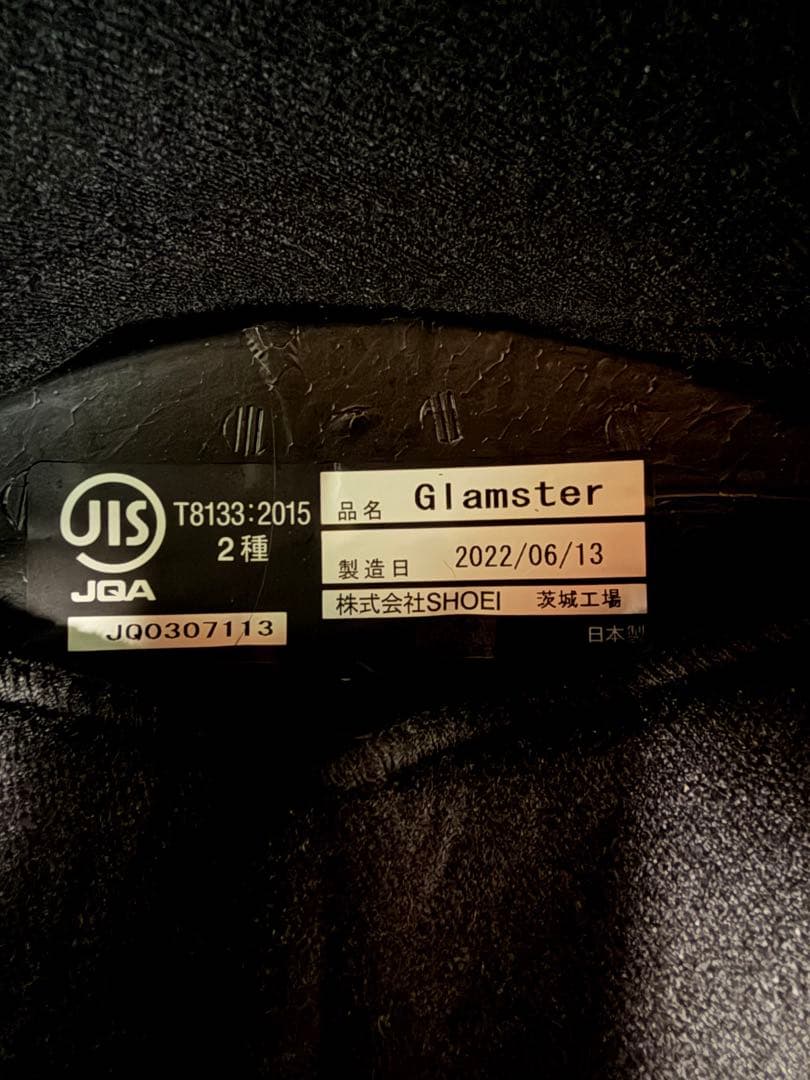 JIS
T8133:2015
2種
JQA
JQ0307113
品名 Glamster
製造日 2022/06/13
株式会社SHOEI 茨城工場
日本製